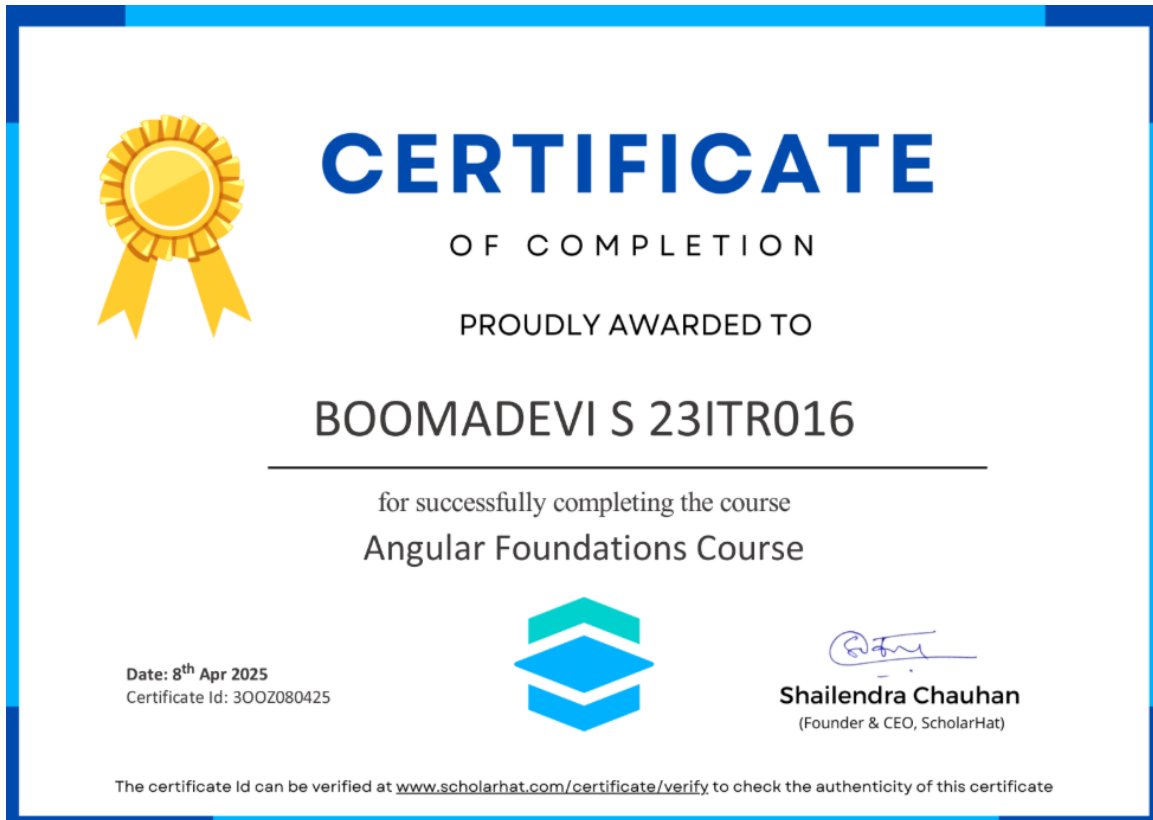 CERTIFICATE
OF COMPLETION
PROUDLY AWARDED TO
BOOMADEVI S 23ITR016
for successfully completing the course
Angular Foundations Course
Date: 8th Apr 2025
Certificate Id: 3OOZ080425
Shailendra Chauhan
(Founder & CEO, ScholarHat)
The certificate Id can be verified at www.scholarhat.com/certificate/verify to check the authenticity of this certificate